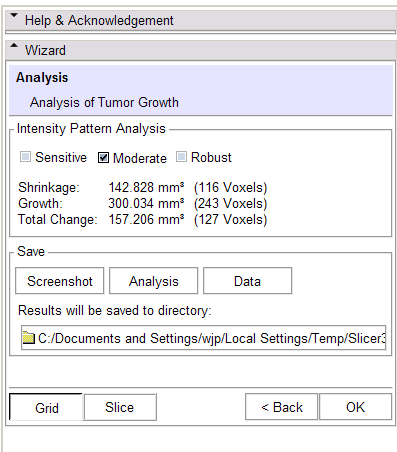 Help & Acknowledgement
Wizard
Analysis
Analysis of Tumor Growth
Intensity Pattern Analysis
Sensitive Moderate Robust
Shrinkage: 142.828 mm³ (116 Voxels)
Growth: 300.034 mm³ (243 Voxels)
Total Change: 157.206 mm³ (127 Voxels)
Save
Screenshot Analysis Data
Results will be saved to directory:
C:/Documents and Settings/wjp/Local Settings/Temp/Slicer3
Grid Slice < Back OK